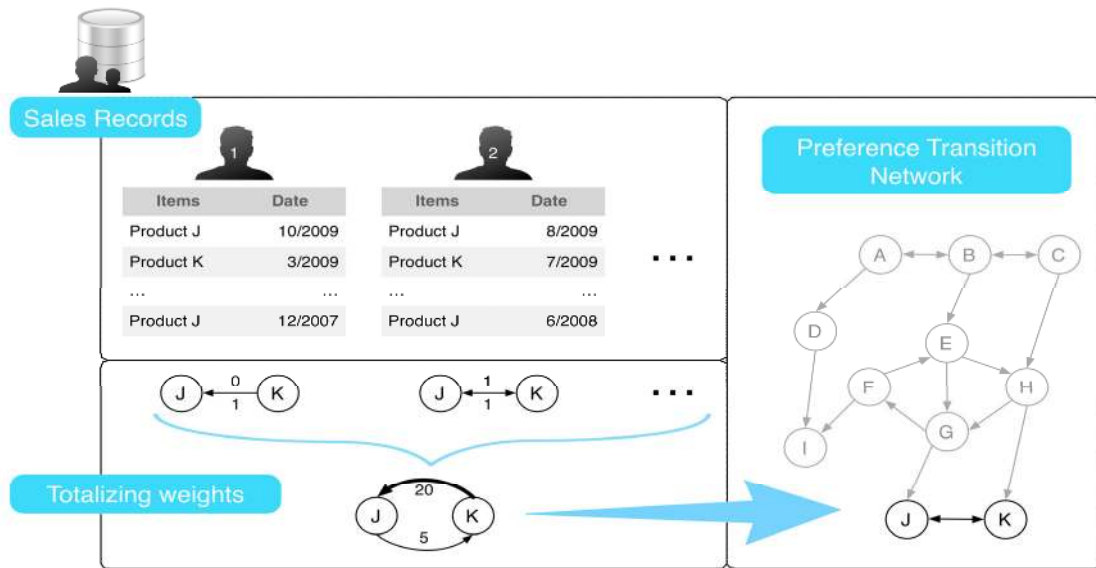 Sales Records
1
2
Items Date
Product J 10/2009
Product K 3/2009
... ...
Product J 12/2007
Items Date
Product J 8/2009
Product K 7/2009
... ...
Product J 6/2008
...
J 0 K
1
J 1 K
1
...
Totalizing weights
20
J K
5
Preference Transition
Network
A B C
D
E
F H
G
I
J K